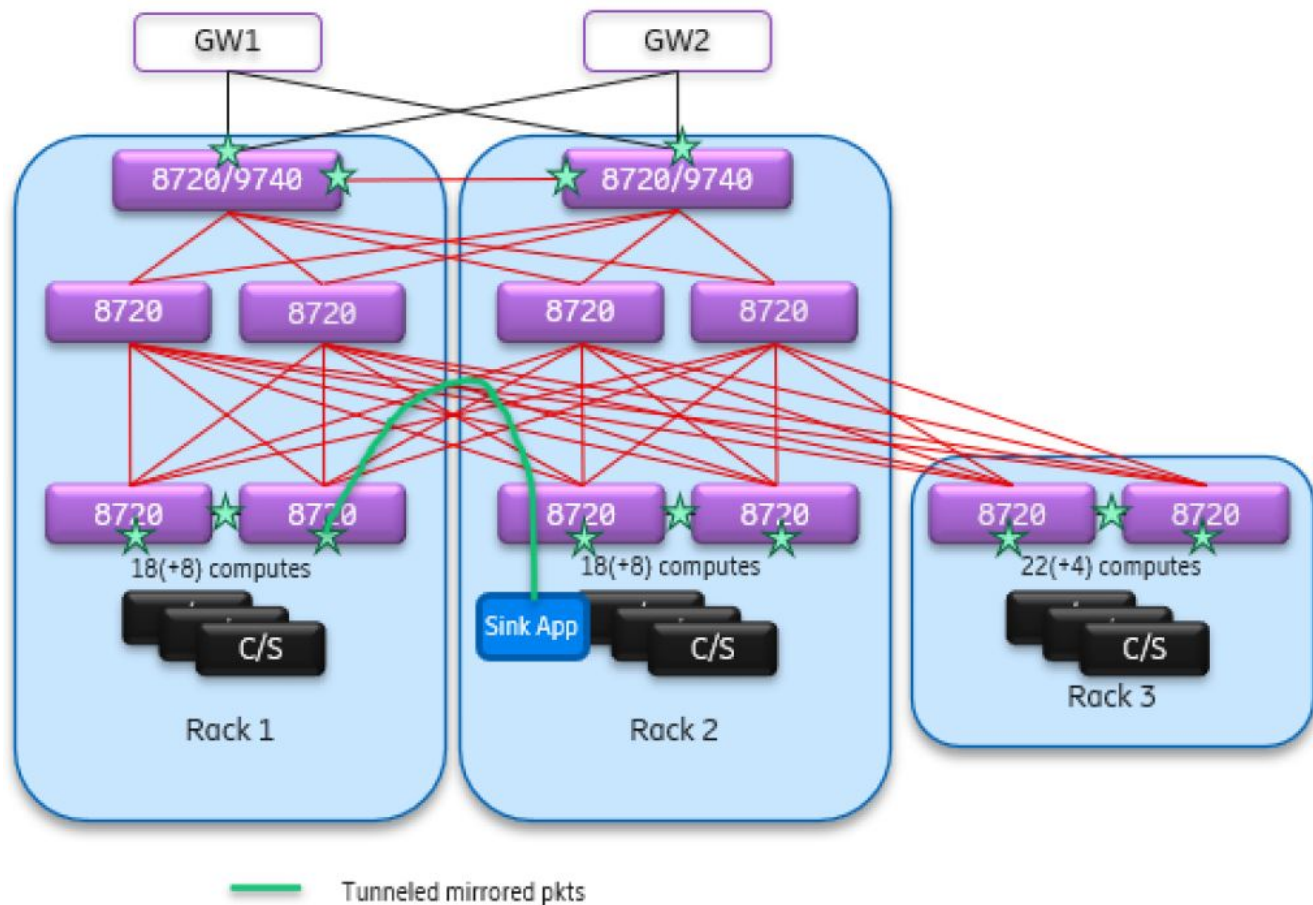 GW1
GW2
8720/9740
8720/9740
8720
8720
8720
8720
8720
8720
8720
8720
8720
8720
18(+8) computes
18(+8) computes
22(+4) computes
Sink App
C/S
C/S
C/S
Rack 1
Rack 2
Rack 3
Tunneled mirrored pkts